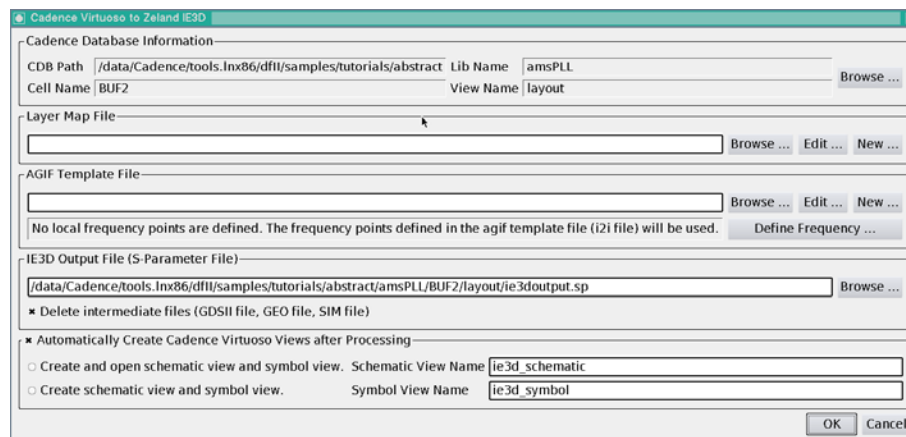 Cadence Virtuoso to Zeland IE3D
Cadence Database Information
CDB Path /data/Cadence/tools.lnx86/dfII/samples/tutorials/abstract Lib Name amsPLL
Browse ...
Cell Name BUF2 View Name layout
Layer Map File
Browse ... Edit ... New ...
AGIF Template File
Browse ... Edit ... New ...
No local frequency points are defined. The frequency points defined in the agif template file (i2i file) will be used. Define Frequency ...
IE3D Output File (S-Parameter File)
/data/Cadence/tools.lnx86/dfII/samples/tutorials/abstract/amsPLL/BUF2/layout/ie3doutput.sp Browse ...
Delete intermediate files (GDSII file, GEO file, SIM file)
Automatically Create Cadence Virtuoso Views after Processing
Create and open schematic view and symbol view. Schematic View Name ie3d_schematic
Create schematic view and symbol view. Symbol View Name ie3d_symbol
OK Cancel